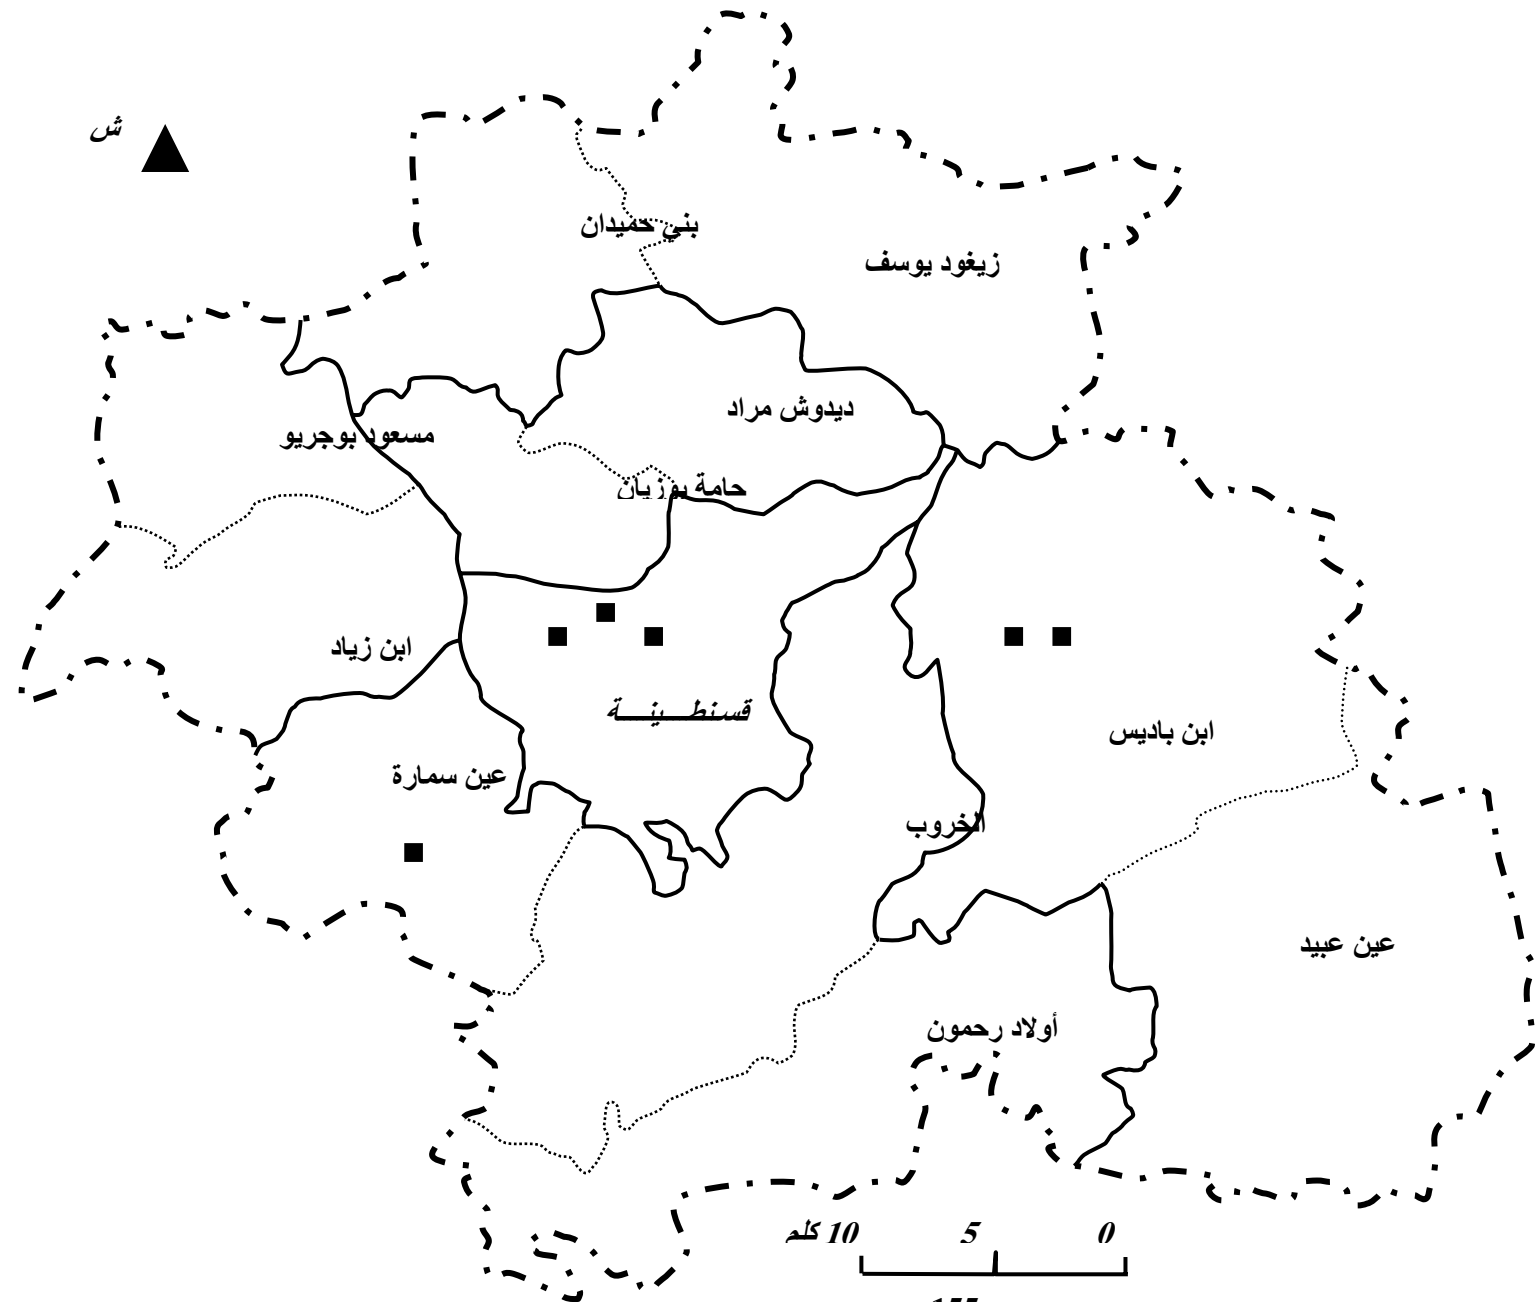 ش
بني حميدان
زيغود يوسف
ديدوش مراد
مسعود بوجريو
حامة بوزيان
ابن زياد
قسنطــــينــــة
ابن باديس
عين سمارة
الخروب
عين عبيد
أولاد رحمون
0 5 10 كلم